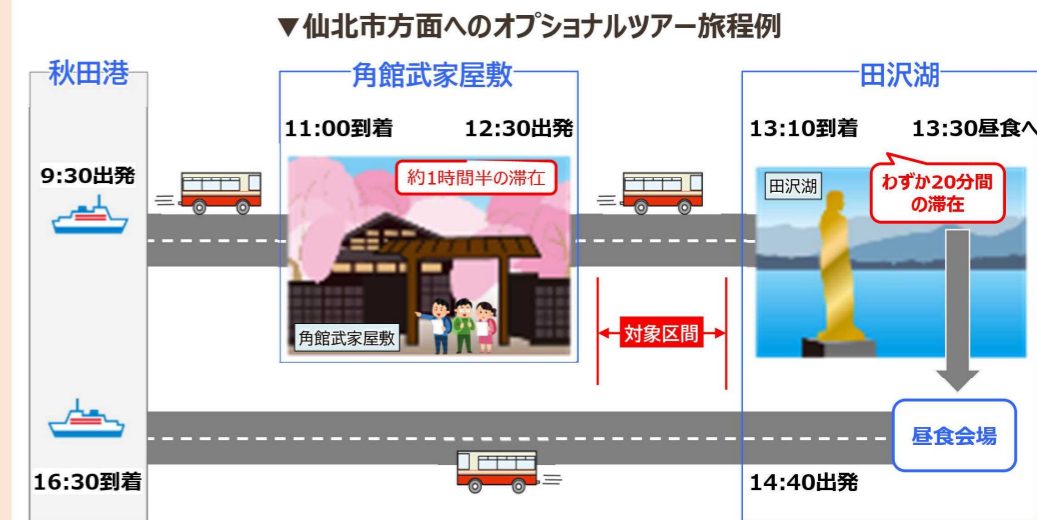 ▼仙北市方面へのオプショナルツアー旅程例
秋田港
角館武家屋敷
田沢湖
11:00到着
12:30出発
13:10到着
13:30昼食へ
9:30出発
約1時間半の滞在
田沢湖
わずか20分間
の滞在
角館武家屋敷
対象区間
昼食会場
16:30到着
14:40出発